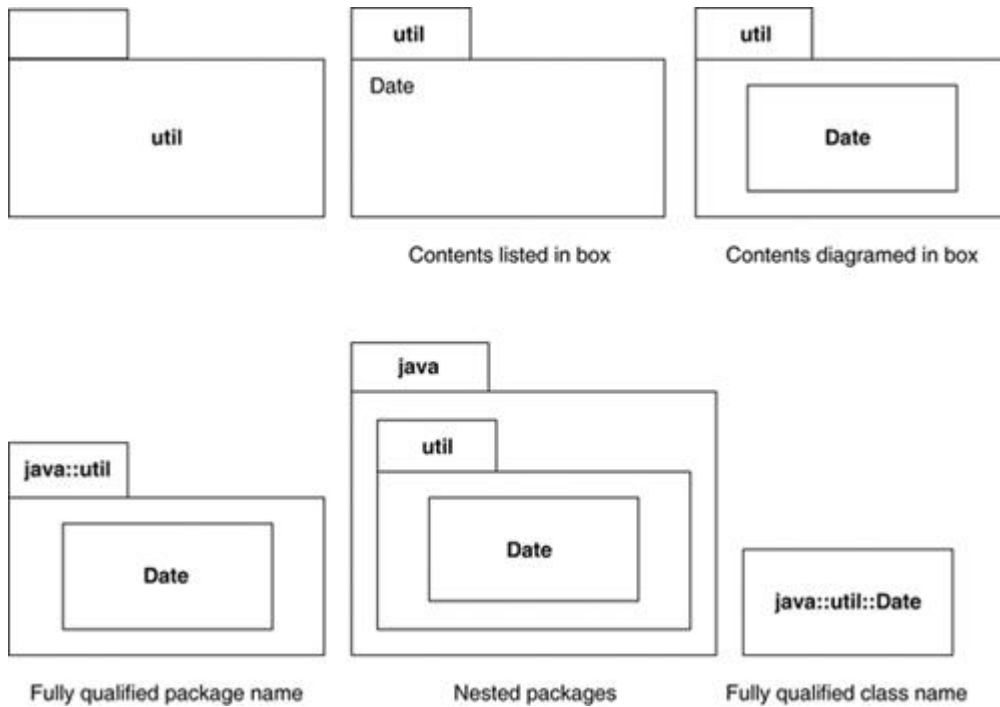 util
util
Date
Contents listed in box
util
Date
Contents diagramed in box
java::util
Date
Fully qualified package name
java
util
Date
Nested packages
java::util::Date
Fully qualified class name